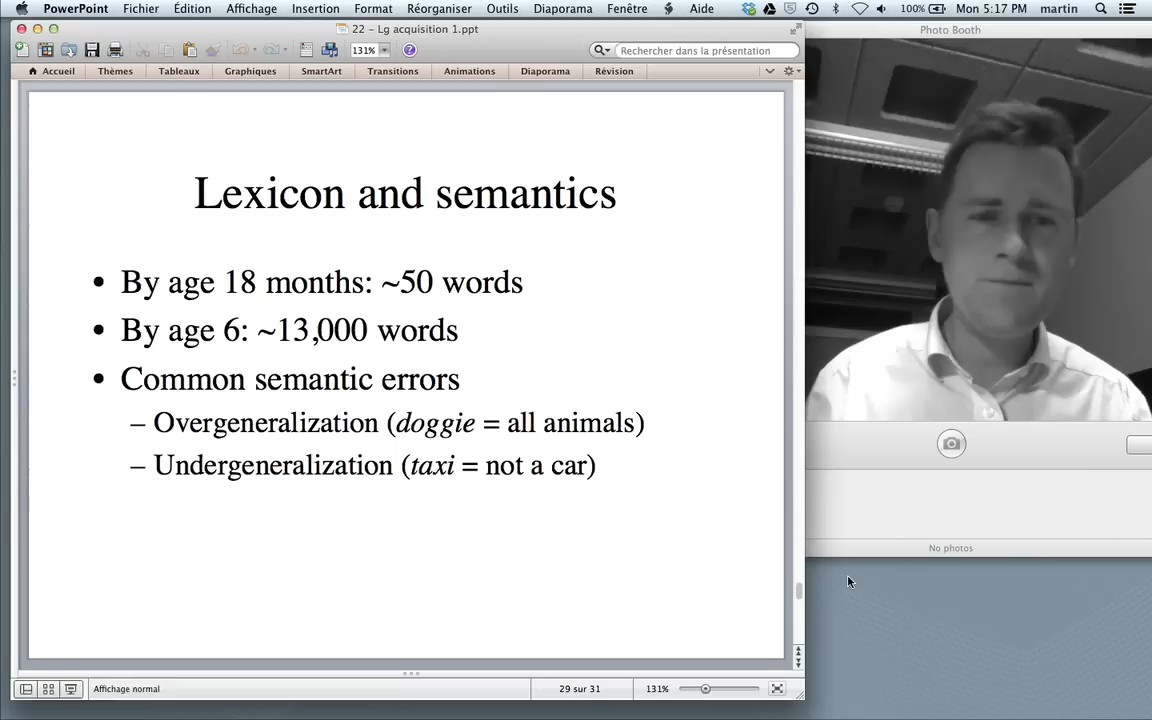 PowerPoint Fichier Édition Affichage Insertion Format Réorganiser Outils Diaporama Fenêtre Aide 100% Mon 5:17 PM martin
22 - Lg acquisition 1.ppt
Photo Booth
131% Rechercher dans la présentation
Accueil Thèmes Tableaux Graphiques SmartArt Transitions Animations Diaporama Révision
Lexicon and semantics
• By age 18 months: ~50 words
• By age 6: ~13,000 words
• Common semantic errors
– Overgeneralization (doggie = all animals)
– Undergeneralization (taxi = not a car)
No photos
Affichage normal 29 sur 31 131%